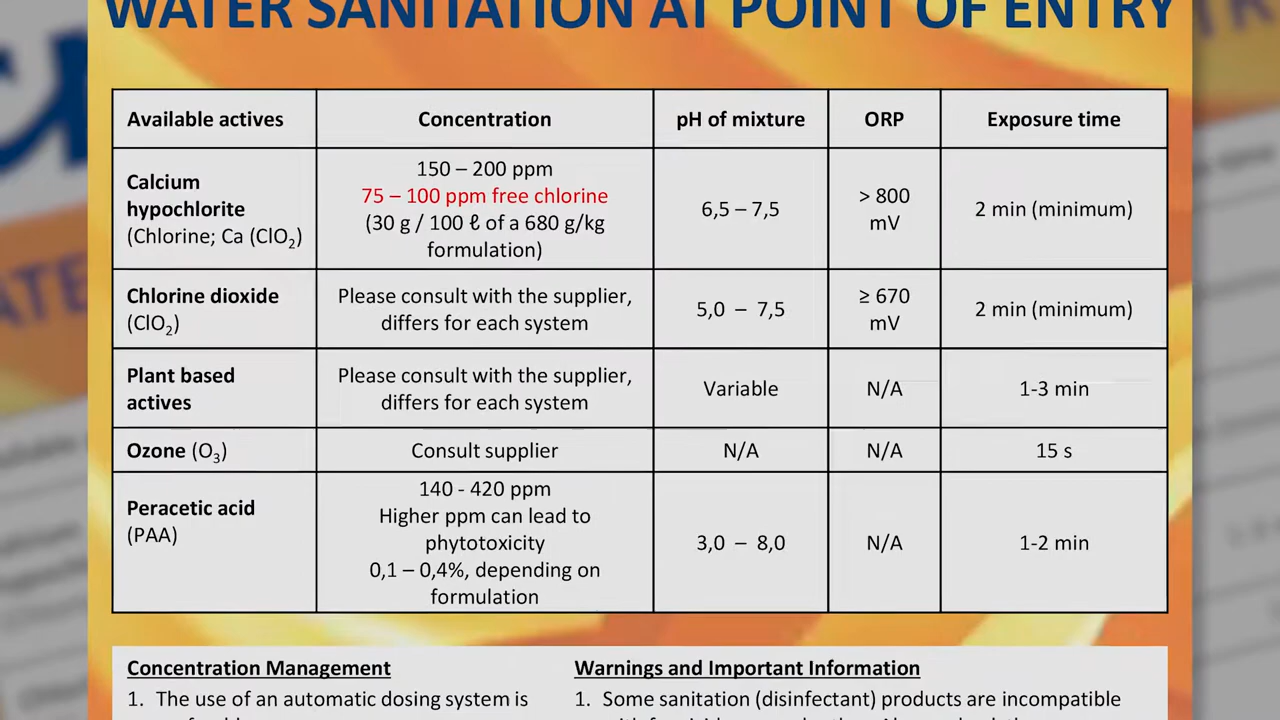 WATER SANITATION AT POINT OF ENTRY
Available actives
Concentration
pH of mixture
ORP
Exposure time
Calcium
hypochlorite
(Chlorine; Ca (ClO₂)
150 – 200 ppm
75 – 100 ppm free chlorine
(30 g / 100 ℓ of a 680 g/kg
formulation)
6,5 – 7,5
> 800
mV
2 min (minimum)
Chlorine dioxide
(ClO₂)
Please consult with the supplier,
differs for each system
5,0 – 7,5
≥ 670
mV
2 min (minimum)
Plant based
actives
Please consult with the supplier,
differs for each system
Variable
N/A
1-3 min
Ozone (O₃)
Consult supplier
N/A
N/A
15 s
Peracetic acid
(PAA)
140 - 420 ppm
Higher ppm can lead to
phytotoxicity
0,1 – 0,4%, depending on
formulation
3,0 – 8,0
N/A
1-2 min
Concentration Management
1. The use of an automatic dosing system is
Warnings and Important Information
1. Some sanitation (disinfectant) products are incompatible